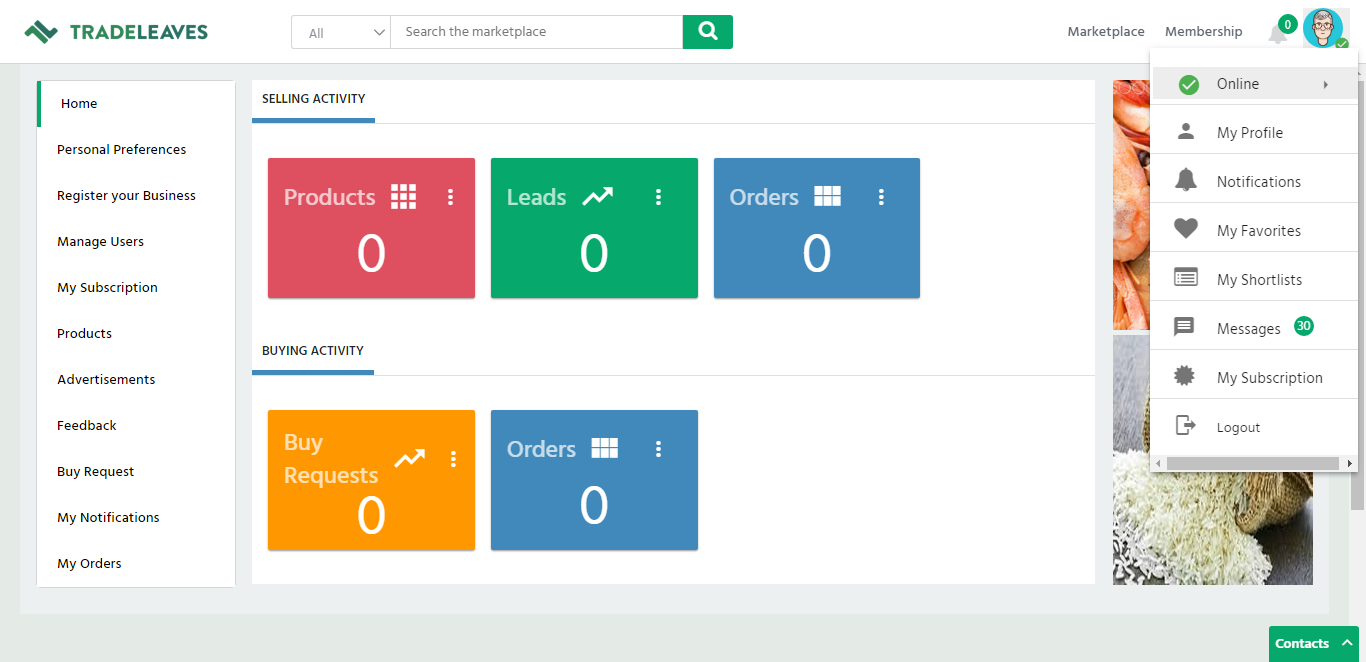 TRADELEAVES
All
Search the marketplace
Marketplace
Membership
0
Home
Personal Preferences
Register your Business
Manage Users
My Subscription
Products
Advertisements
Feedback
Buy Request
My Notifications
My Orders
SELLING ACTIVITY
Products
0
Leads
0
Orders
0
BUYING ACTIVITY
Buy
Requests
0
Orders
0
Online
My Profile
Notifications
My Favorites
My Shortlists
Messages 30
My Subscription
Logout
Contacts